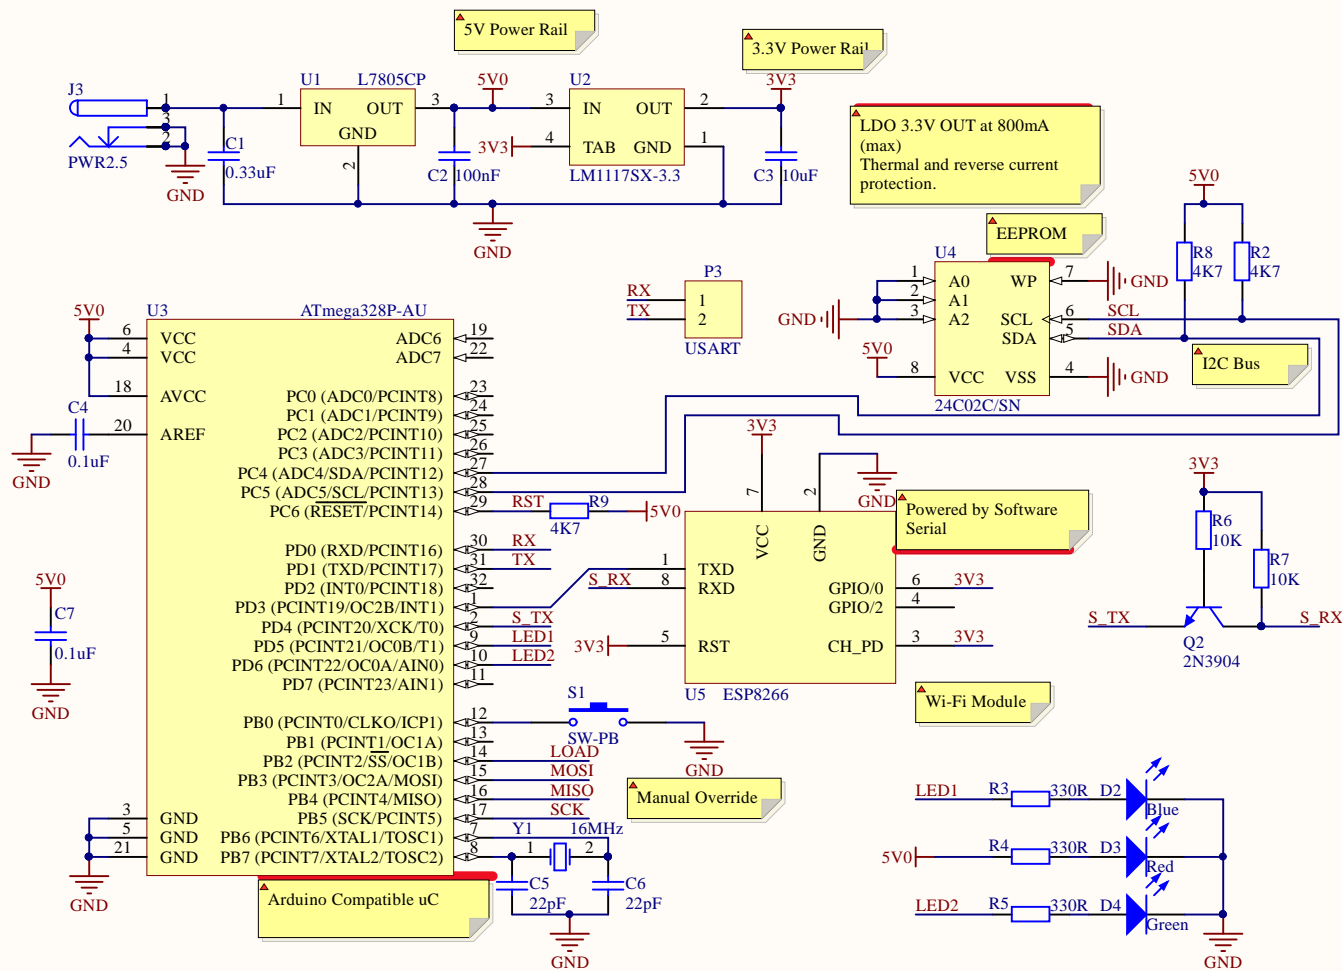 5V Power Rail
3.3V Power Rail
J3
1
3
2
PWR2.5
GND
C1
0.33uF
U1
L7805CP
1
IN
OUT
3
GND
2
C2
100nF
5V0
U2
3
IN
OUT
2
3V3
4
TAB
GND
1
LM1117SX-3.3
GND
3V3
C3
10uF
LDO 3.3V OUT at 800mA
(max)
Thermal and reverse current
protection.
EEPROM
5V0
R8
4K7
R2
4K7
U4
1
A0
2
A1
3
A2
GND
WP
7
GND
SCL
6
SCL
SDA
5
SDA
5V0
8
VCC
VSS
4
GND
24C02C/SN
I2C Bus
P3
RX
1
TX
2
USART
U3
ATmega328P-AU
5V0
6
VCC
4
VCC
18
AVCC
C4
20
AREF
0.1uF
GND
ADC6
19
ADC7
22
PC0 (ADC0/PCINT8)
23
PC1 (ADC1/PCINT9)
24
PC2 (ADC2/PCINT10)
25
PC3 (ADC3/PCINT11)
26
PC4 (ADC4/SDA/PCINT12)
27
PC5 (ADC5/SCL/PCINT13)
28
PC6 (RESET/PCINT14)
29
RST
R9
4K7
5V0
PD0 (RXD/PCINT16)
30
RX
PD1 (TXD/PCINT17)
31
TX
PD2 (INT0/PCINT18)
32
PD3 (PCINT19/OC2B/INT1)
1
PD4 (PCINT20/XCK/T0)
2
S_TX
PD5 (PCINT21/OC0B/T1)
9
LED1
PD6 (PCINT22/OC0A/AIN0)
10
LED2
PD7 (PCINT23/AIN1)
11
PB0 (PCINT0/CLKO/ICP1)
12
PB1 (PCINT1/OC1A)
13
PB2 (PCINT2/SS/OC1B)
14
LOAD
PB3 (PCINT3/OC2A/MOSI)
15
MOSI
PB4 (PCINT4/MISO)
16
MISO
PB5 (SCK/PCINT5)
17
SCK
PB6 (PCINT6/XTAL1/TOSC1)
7
PB7 (PCINT7/XTAL2/TOSC2)
8
3
GND
5
GND
21
GND
GND
5V0
C7
0.1uF
GND
Arduino Compatible uC
S1
SW-PB
GND
Manual Override
Y1
16MHz
1
2
C5
22pF
C6
22pF
GND
3V3
7
VCC
2
GND
GND
Powered by Software
Serial
1
TXD
S_RX
8
RXD
3V3
5
RST
GPIO/0
6
3V3
GPIO/2
4
CH_PD
3
3V3
U5
ESP8266
Wi-Fi Module
3V3
R6
10K
R7
10K
S_TX
S_RX
Q2
2N3904
LED1
R3
330R
D2
Blue
5V0
R4
330R
D3
Red
LED2
R5
330R
D4
Green
GND